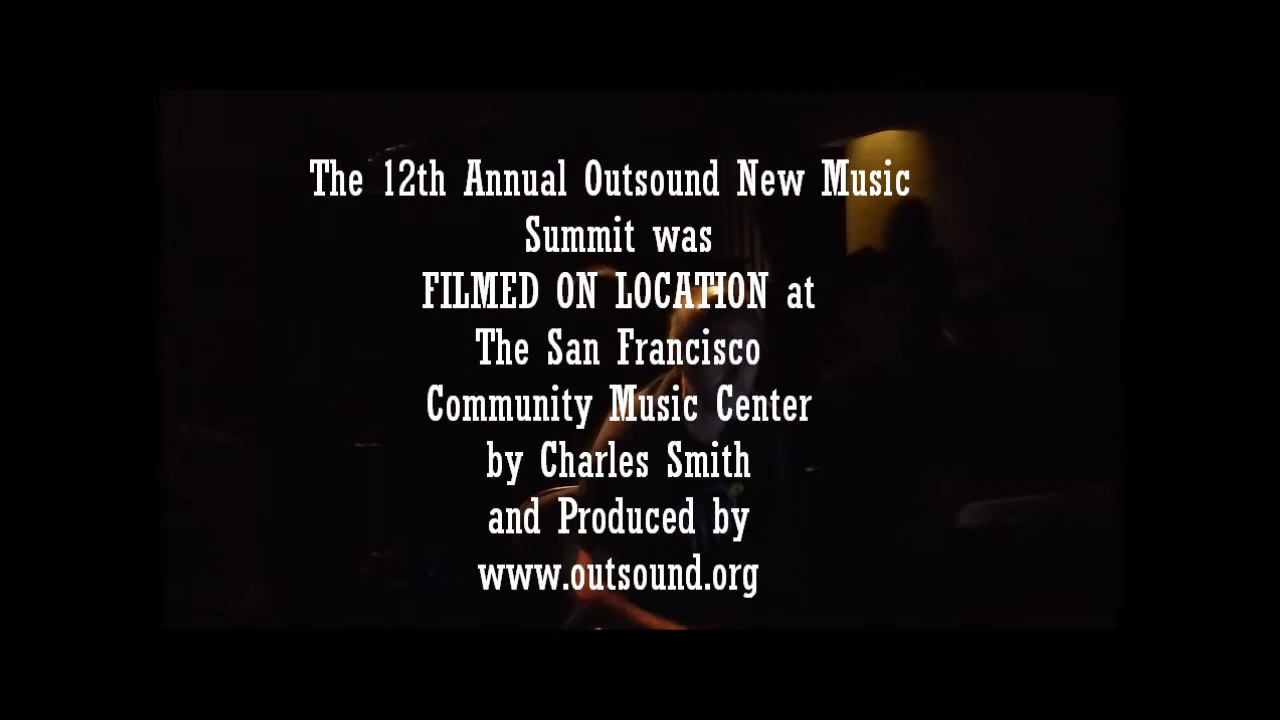 The 12th Annual Outsound New Music
Summit was
FILMED ON LOCATION at
The San Francisco
Community Music Center
by Charles Smith
and Produced by
www.outsound.org